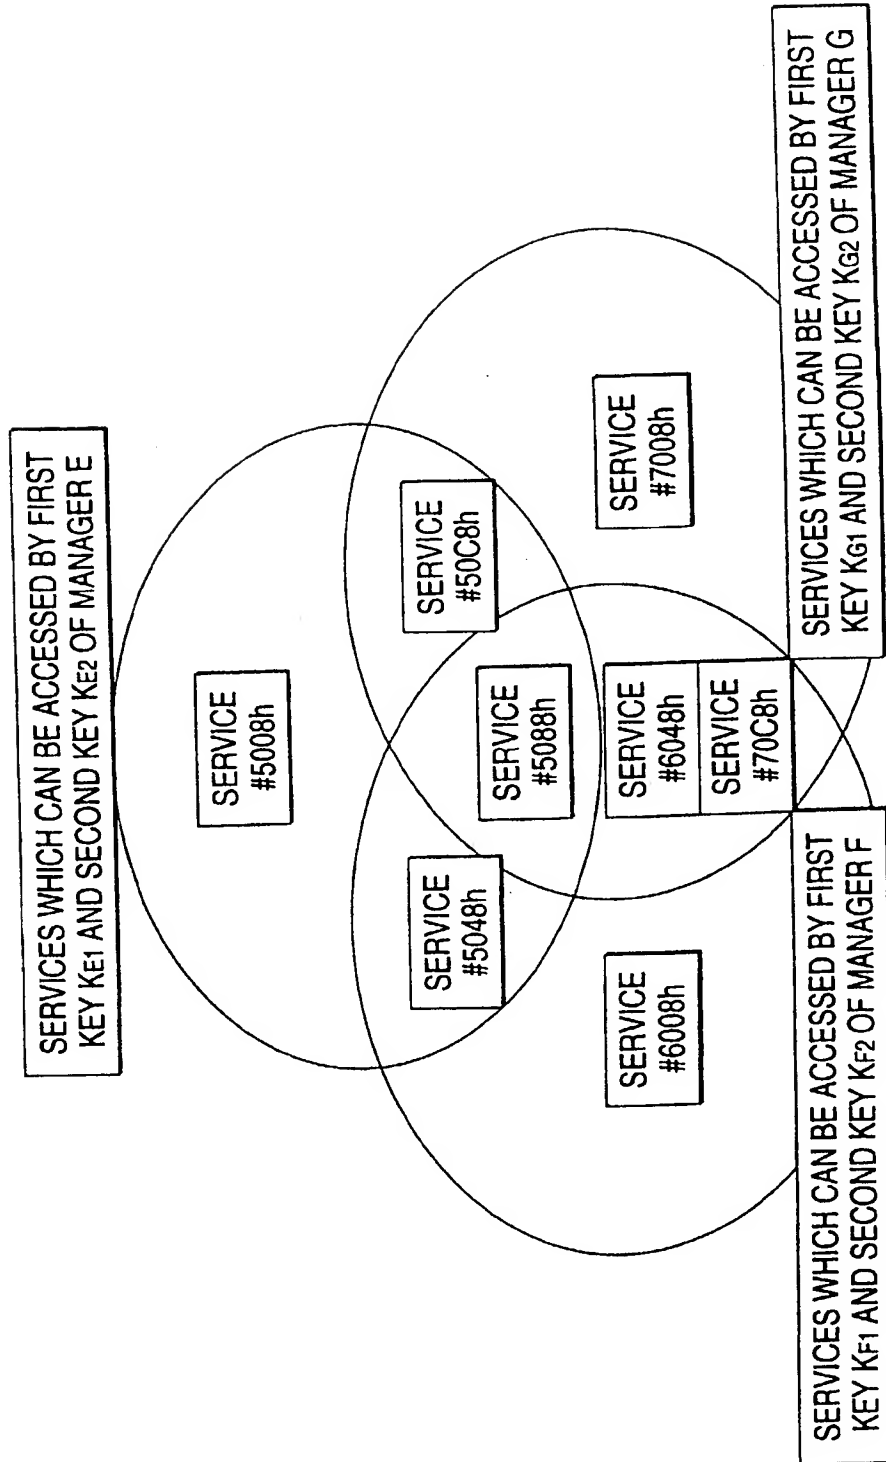 SERVICES WHICH CAN BE ACCESSED BY FIRST
KEY KE1 AND SECOND KEY KE2 OF MANAGER E
SERVICE
#5008h
SERVICE
#5048h
SERVICE
#50C8h
SERVICE
#5088h
SERVICE
#6008h
SERVICE
#6048h
SERVICE
#70C8h
SERVICE
#7008h
SERVICES WHICH CAN BE ACCESSED BY FIRST
KEY KF1 AND SECOND KEY KF2 OF MANAGER F
SERVICES WHICH CAN BE ACCESSED BY FIRST
KEY KG1 AND SECOND KEY KG2 OF MANAGER G